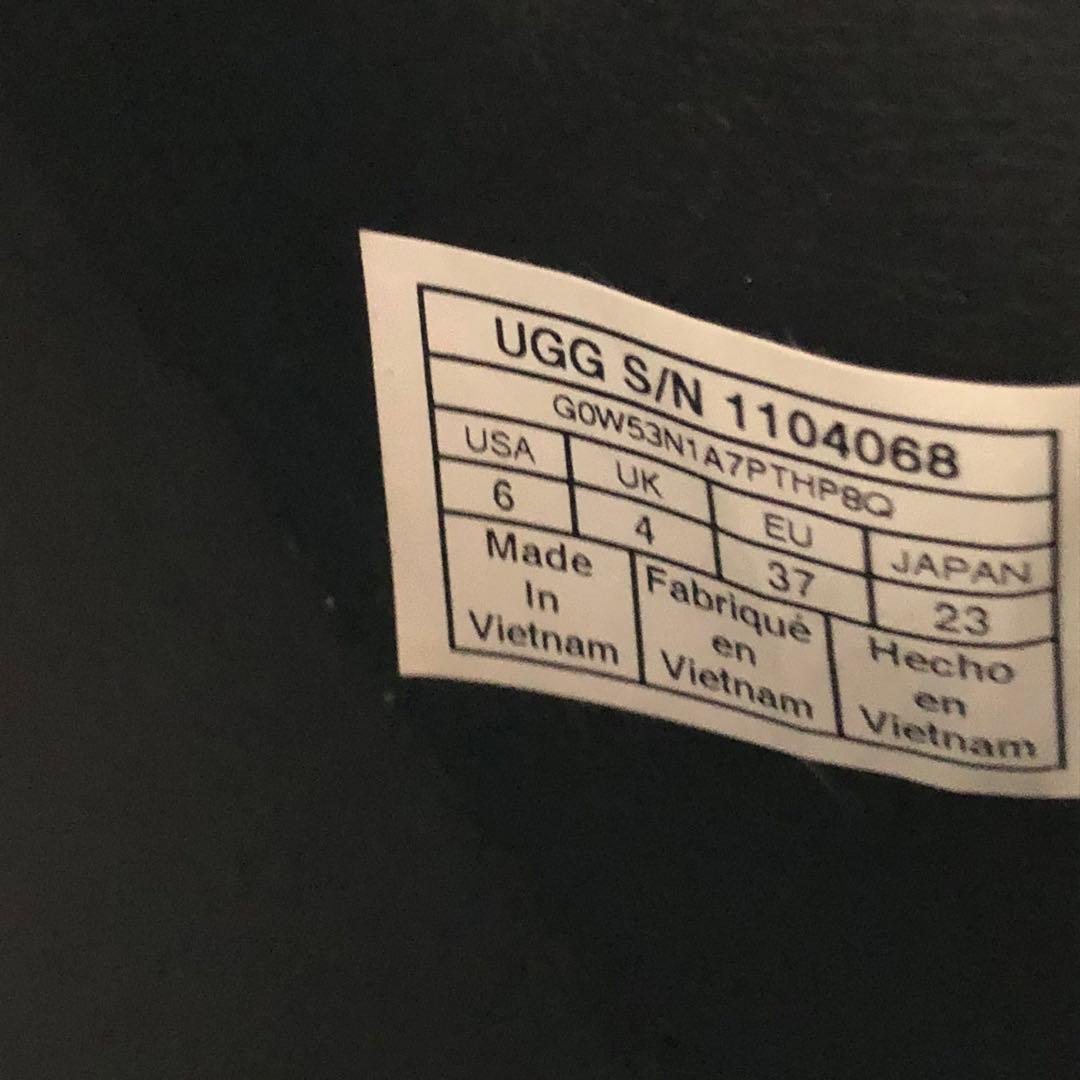 UGG S/N 1104068
G0W53N1A7PTHP8Q
USA UK EU JAPAN
6 4 37 23
Made In Vietnam
Fabriqué en Vietnam
Hecho en Vietnam